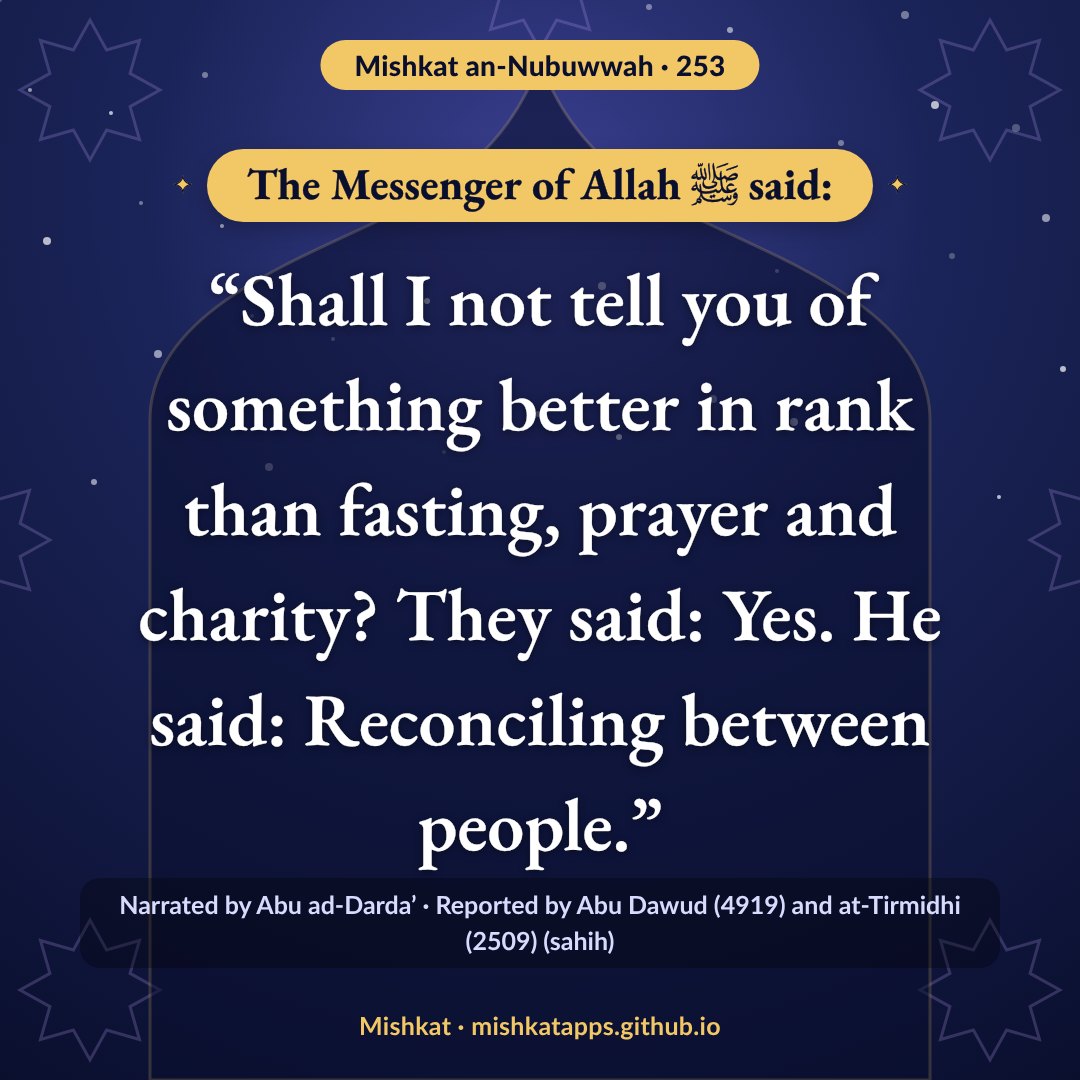 Mishkat an-Nubuwwah · 253
The Messenger of Allah ﷺ said:
“Shall I not tell you of
something better in rank
than fasting, prayer and
charity? They said: Yes. He
said: Reconciling between
people.”
Narrated by Abu ad-Darda’ · Reported by Abu Dawud (4919) and at-Tirmidhi
(2509) (sahih)
Mishkat · mishkatapps.github.io